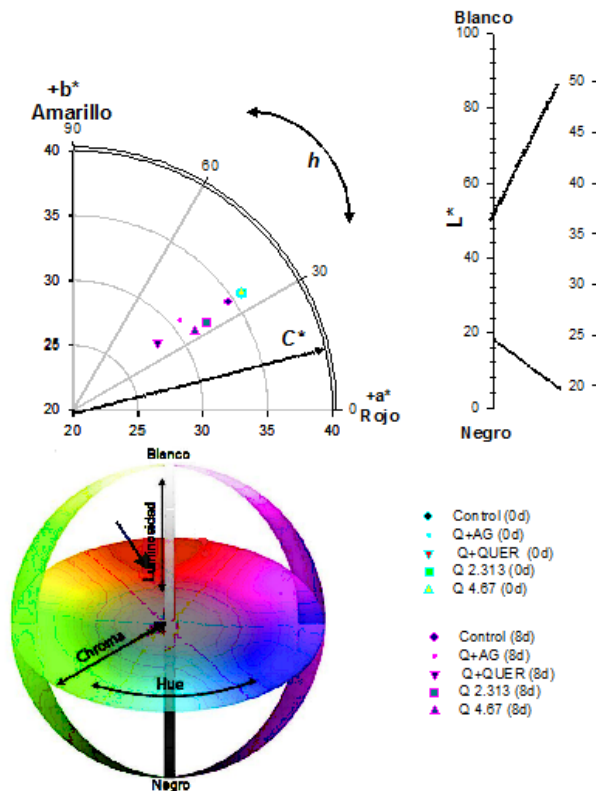 +b*
Amarillo
90
40
60
h
35
30
30
25
C*
20
0
20
25
30
35
40
+a*
Rojo
Blanco
100
80
60
L*
40
20
0
Negro
50
45
40
35
30
25
20
Blanco
Luminosidad
Chroma
Hue
Negro
Control (0d)
Q+AG (0d)
Q+QUER (0d)
Q 2.313 (0d)
Q 4.67 (0d)
Control (8d)
Q+AG (8d)
Q+QUER (8d)
Q 2.313 (8d)
Q 4.67 (8d)